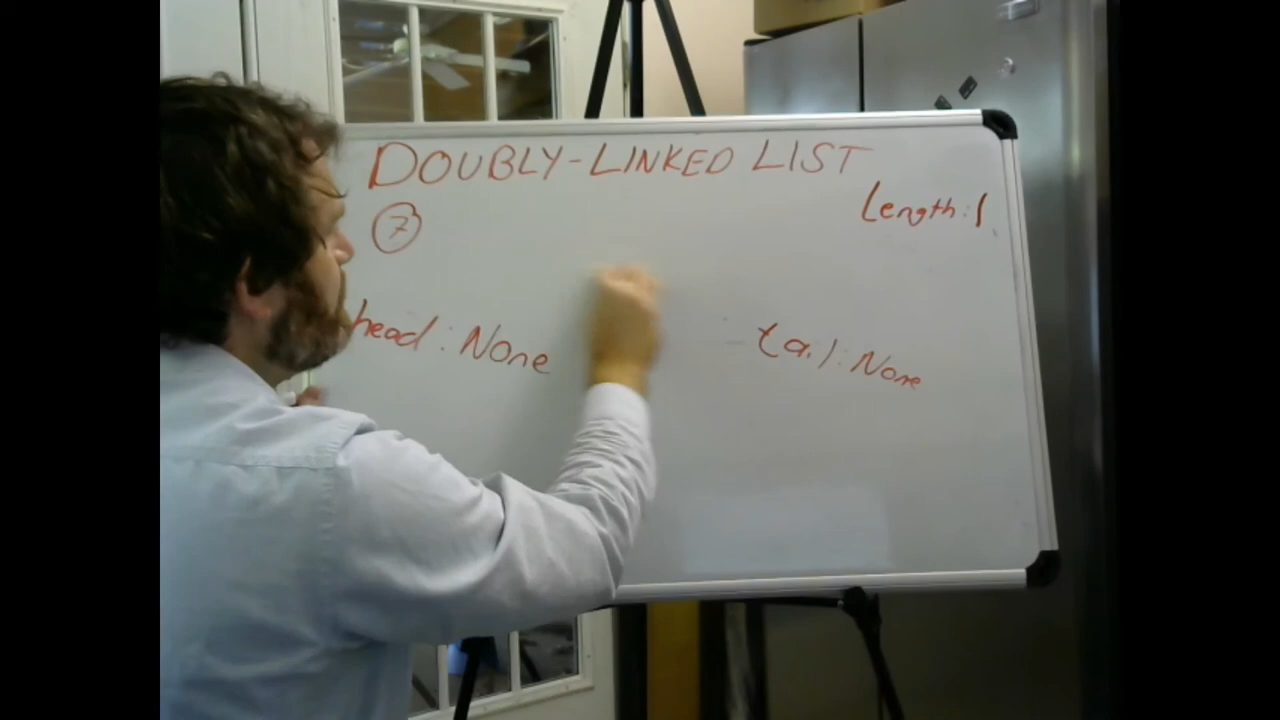 DOUBLY-LINKED LIST
Length: 1
7
head: None
tail: None